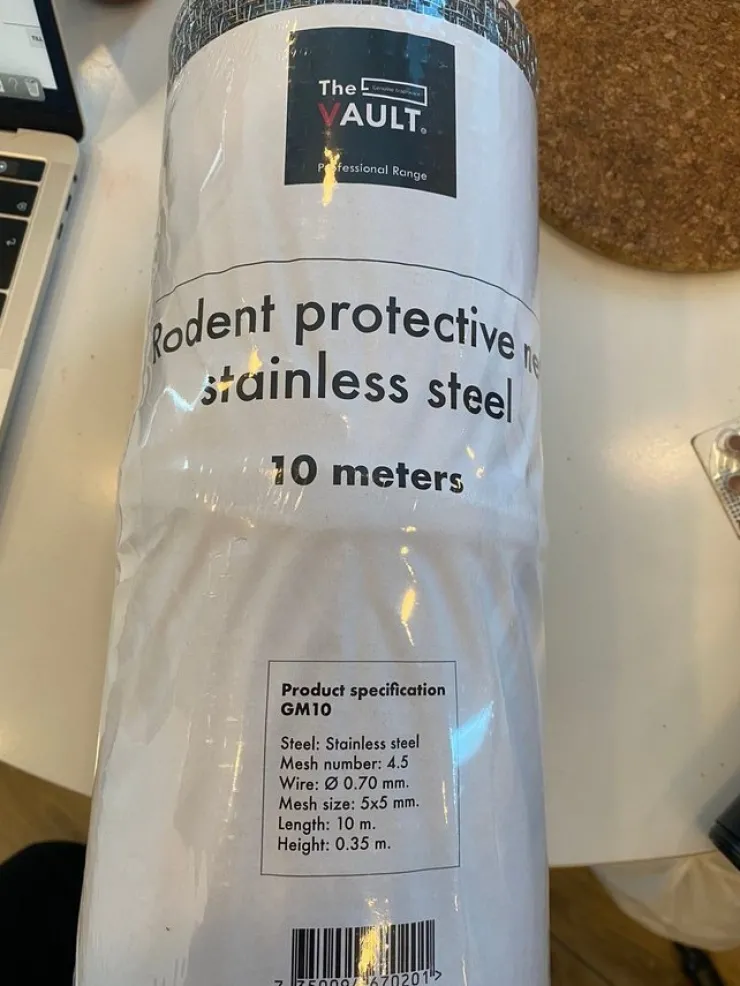 The
VAULT®
Professional Range
Rodent protective ne
stainless steel
10 meters
Product specification
GM10
Steel: Stainless steel
Mesh number: 4.5
Wire: Ø 0.70 mm.
Mesh size: 5x5 mm.
Length: 10 m.
Height: 0.35 m.